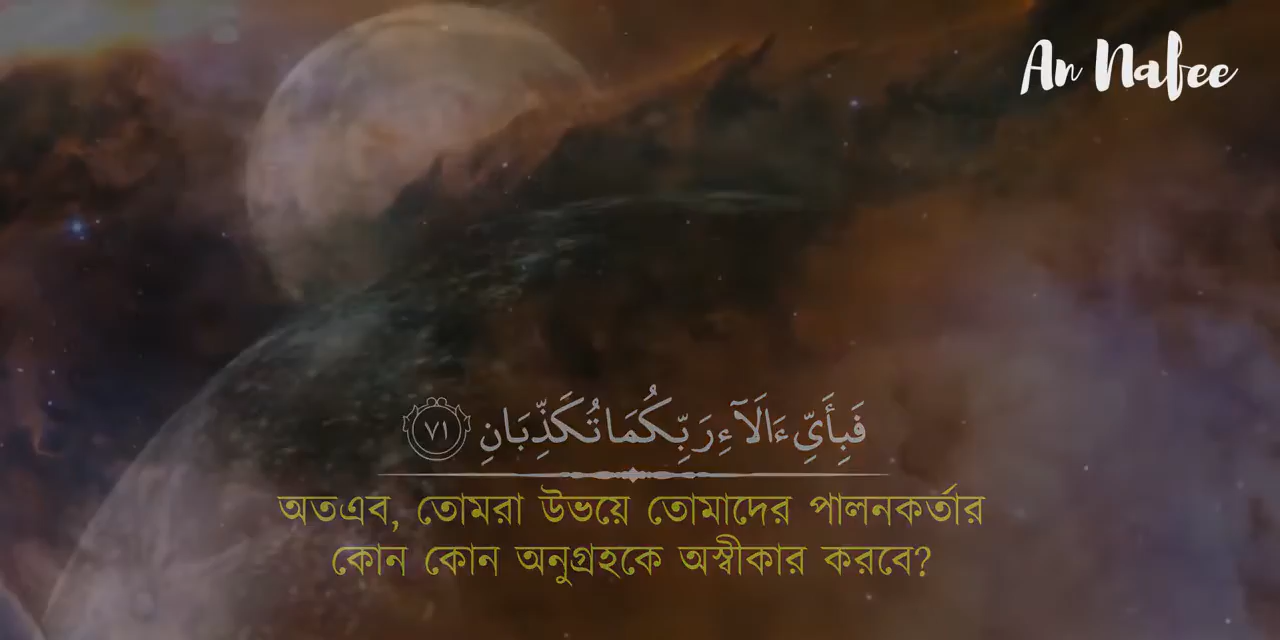 An Nafee
فَبِأَيِّ ءَالَآءِ رَبِّكُمَا تُكَذِّبَانِ ٧١
অতএব, তোমরা উভয়ে তোমাদের পালনকর্তার
কোন কোন অনুগ্রহকে অস্বীকার করবে?